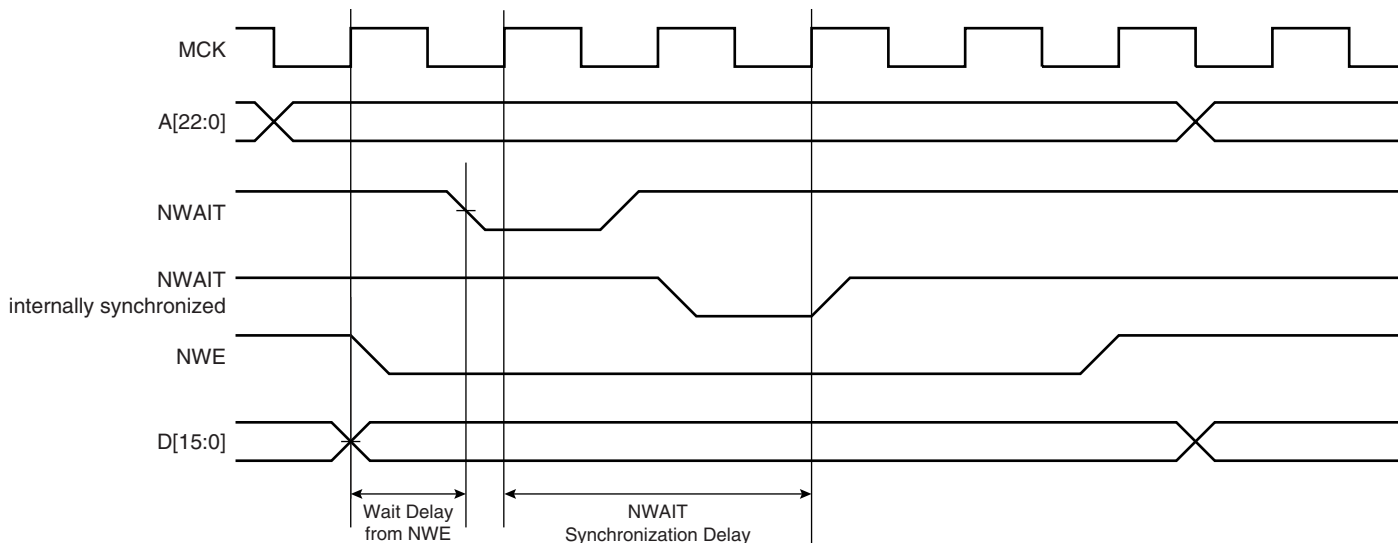 MCK
A[22:0]
NWAIT
NWAIT
internally synchronized
NWE
D[15:0]
Wait Delay
from NWE
NWAIT
Synchronization Delay